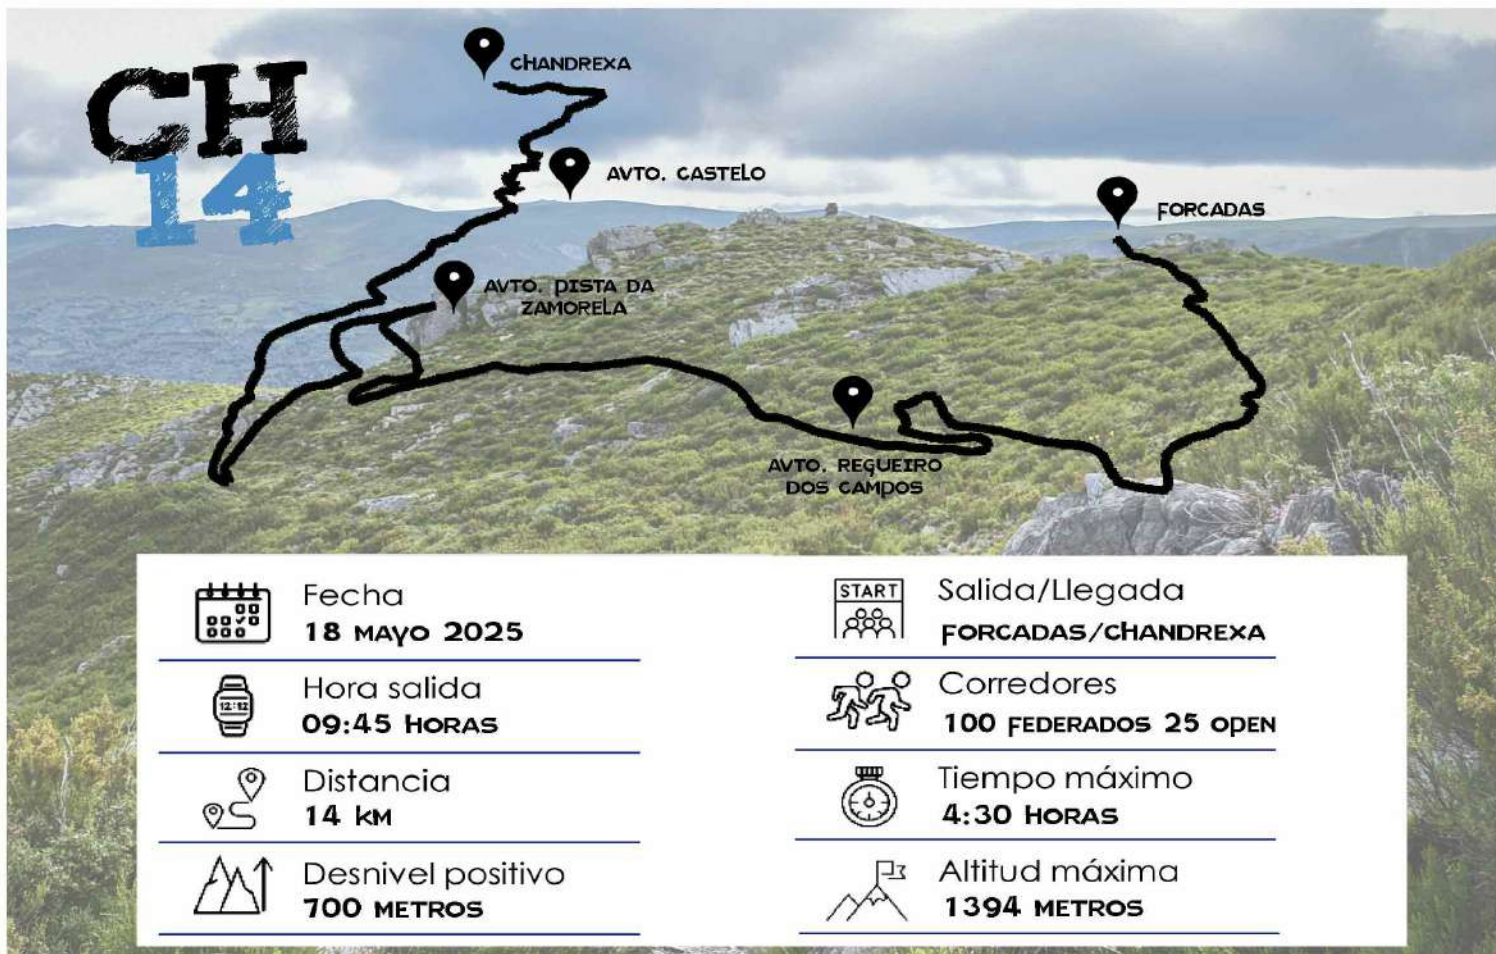 CH
14
CHANDREXA
AVTO. CASTELO
FORCADAS
AVTO. PISTA DA
ZAMORELA
AVTO. REGUEIRO
DOS CAMPOS
Fecha
18 MAYO 2025
Hora salida
12:12
09:45 HORAS
Distancia
14 KM
Desnivel positivo
700 METROS
START
Salida/Llegada
FORCADAS/CHANDREXA
Corredores
100 FEDERADOS 25 OPEN
Tiempo máximo
4:30 HORAS
Altitud máxima
1394 METROS